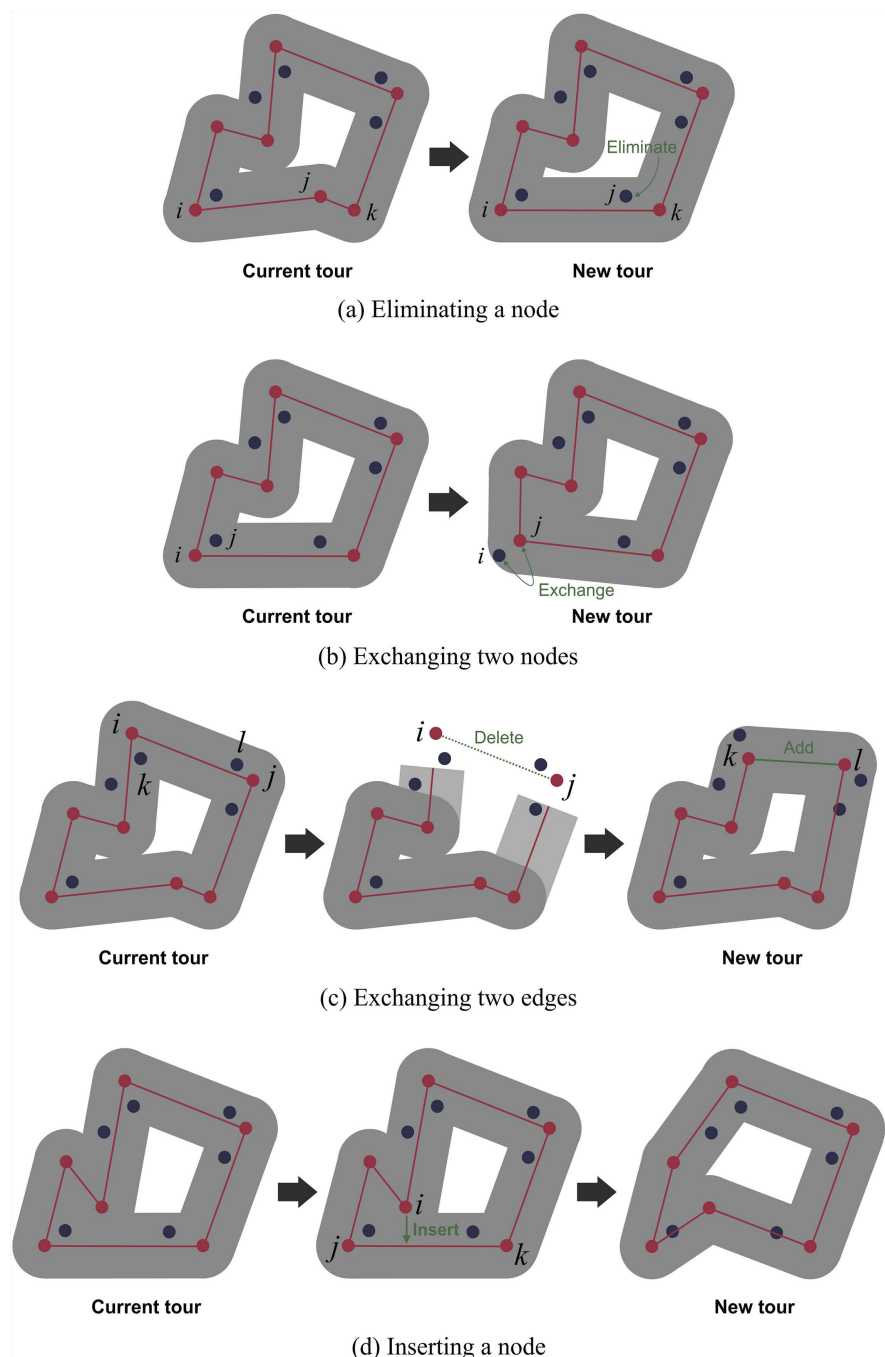 Eliminate
j
j
i
k
i
k
Current tour
New tour
(a) Eliminating a node
i
j
j
i
Exchange
Current tour
New tour
(b) Exchanging two nodes
i
l
k
j
i
Delete
j
k
Add
l
Current tour
New tour
(c) Exchanging two edges
i
Insert
j
k
Current tour
New tour
(d) Inserting a node